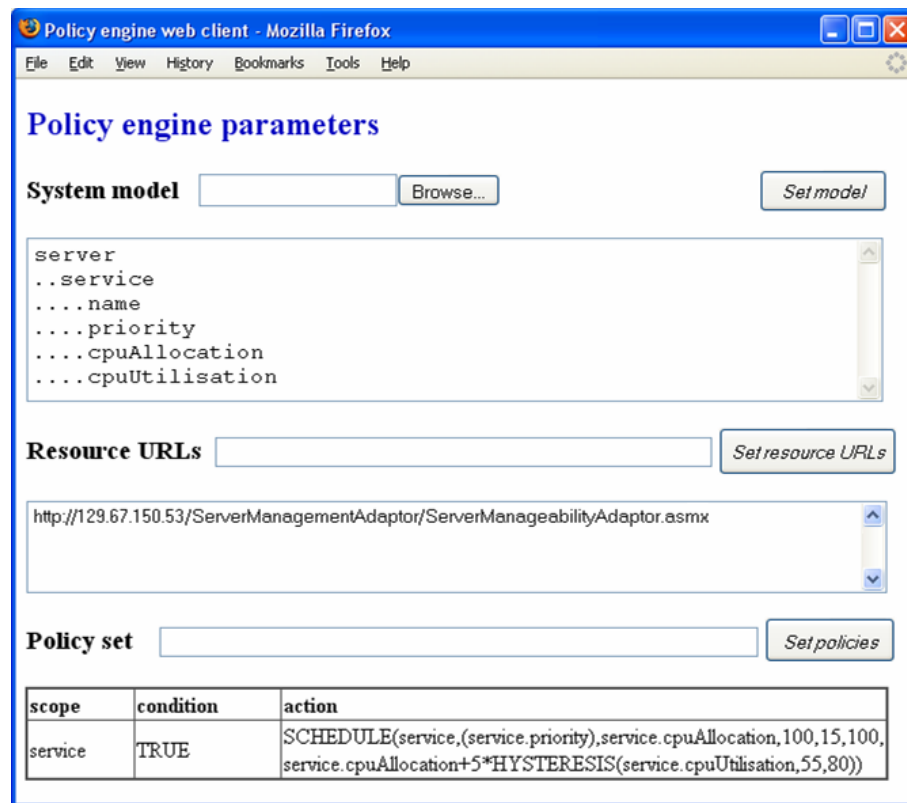 Policy engine web client - Mozilla Firefox
File Edit View History Bookmarks Tools Help
Policy engine parameters
System model Browse... Set model
server
..service
....name
....priority
....cpuAllocation
....cpuUtilisation
Resource URLs Set resource URLs
http://129.67.150.53/ServerManagementAdaptor/ServerManageabilityAdaptor.asmx
Policy set Set policies
scope condition action
service TRUE SCHEDULE(service,(service.priority),service.cpuAllocation,100,15,100,
service.cpuAllocation+5*HYSTERESIS(service.cpuUtilisation,55,80))